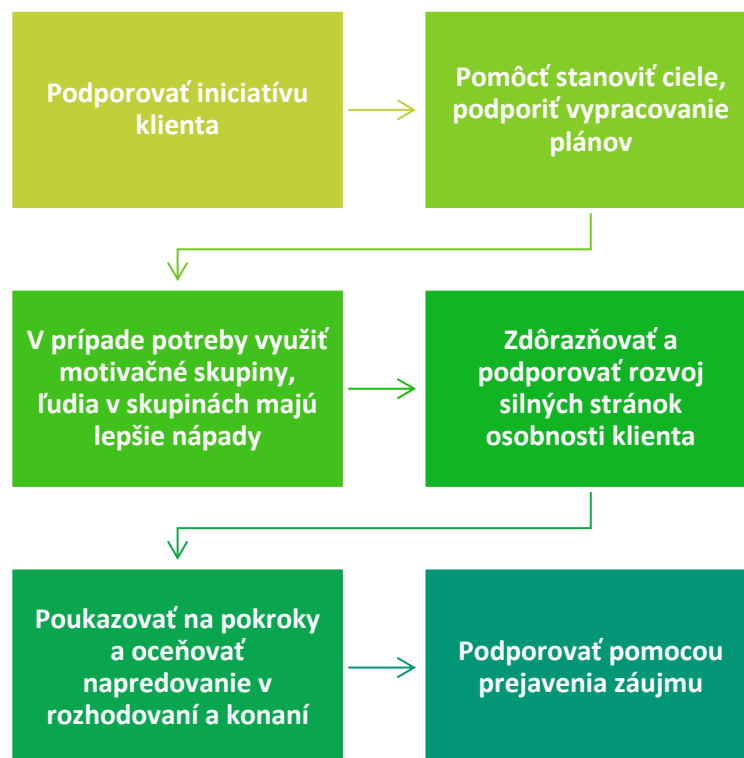 Podporovať iniciatívu
klienta
Pomôcť stanoviť ciele,
podporiť vypracovanie
plánov
V prípade potreby využiť
motivačné skupiny,
ľudia v skupinách majú
lepšie nápady
Zdôrazňovať a
podporovať rozvoj
silných stránok
osobnosti klienta
Poukazovať na pokroky
a oceňovať
napredovanie v
rozhodovaní a konaní
Podporovať pomocou
prejavenia záujmu